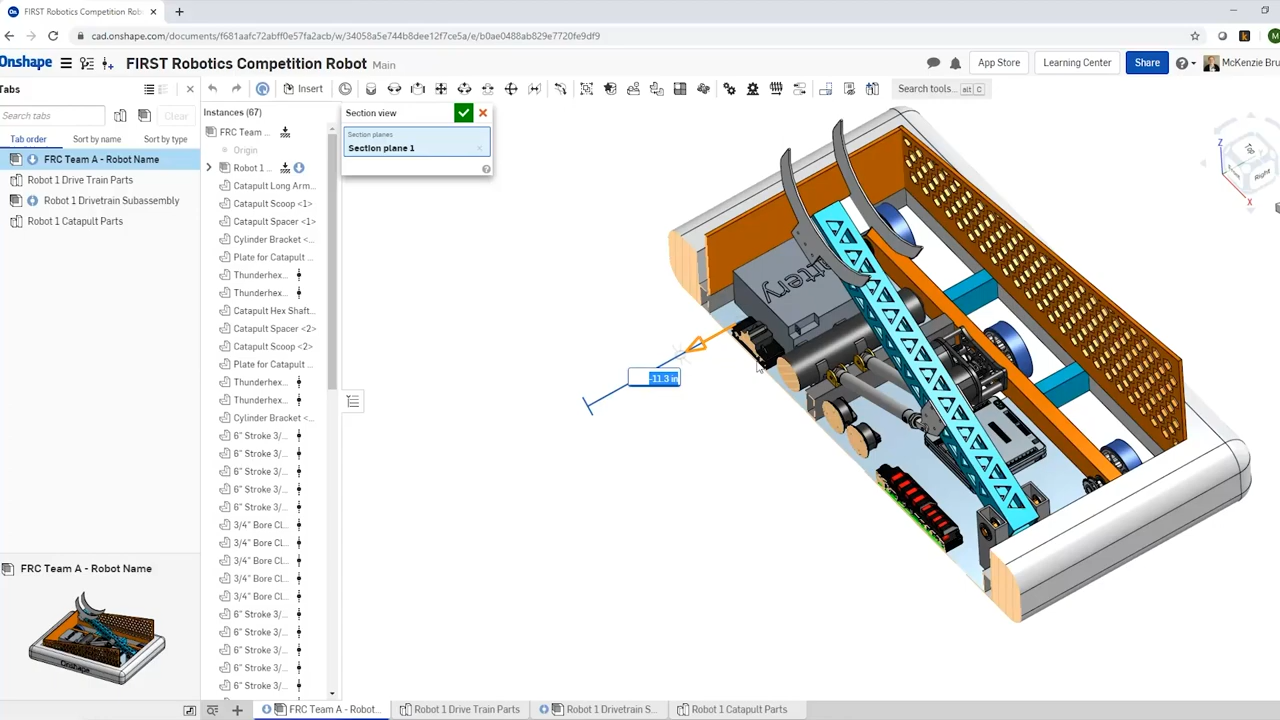 FIRST Robotics Competition Robot
cad.onshape.com/documents/f681aafc72abff0e57fa2acb/w/34058a5e744b8dee12f7ce5a/e/b0ae0488ab829e7720fe9df9
Onshape
FIRST Robotics Competition Robot Main
App Store
Learning Center
Share
McKenzie Bru
Tabs
Insert
Search tools...
alt C
Search tabs
Clear
Tab order
Sort by name
Sort by type
FRC Team A - Robot Name
Robot 1 Drive Train Parts
Robot 1 Drivetrain Subassembly
Robot 1 Catapult Parts
Instances (67)
FRC Team ...
Origin
Robot 1 ...
Catapult Long Arm...
Catapult Scoop <1>
Catapult Spacer <1>
Cylinder Bracket <...
Plate for Catapult ...
Thunderhex...
Thunderhex...
Catapult Hex Shaft...
Catapult Spacer <2>
Catapult Scoop <2>
Plate for Catapult ...
Thunderhex...
Thunderhex...
Cylinder Bracket <...
6" Stroke 3/...
6" Stroke 3/...
6" Stroke 3/...
6" Stroke 3/...
6" Stroke 3/...
3/4" Bore Cl...
3/4" Bore Cl...
3/4" Bore Cl...
3/4" Bore Cl...
3/4" Bore Cl...
6" Stroke 3/...
6" Stroke 3/...
6" Stroke 3/...
6" Stroke 3/...
6" Stroke 3/...
Section view
Section planes
Section plane 1
-11.3 in
Battery
Z
X
Top
Right
FRC Team A - Robot Name
Onshape
FRC Team A - Robot...
Robot 1 Drive Train Parts
Robot 1 Drivetrain S...
Robot 1 Catapult Parts